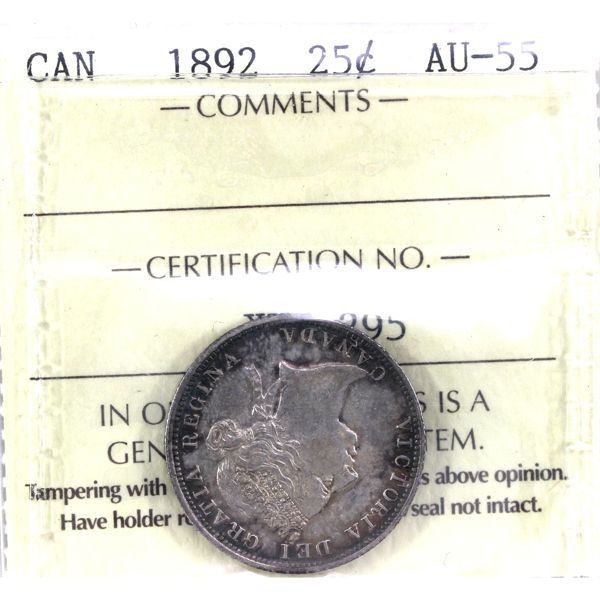 CAN 1892 25¢ AU-55
— COMMENTS —
— CERTIFICATION NO. —
295
IN S IS A
GEN TEM.
Tampering with s above opinion.
Have holder seal not intact.
VICTORIA DEI GRATIA REGINA
CANADA